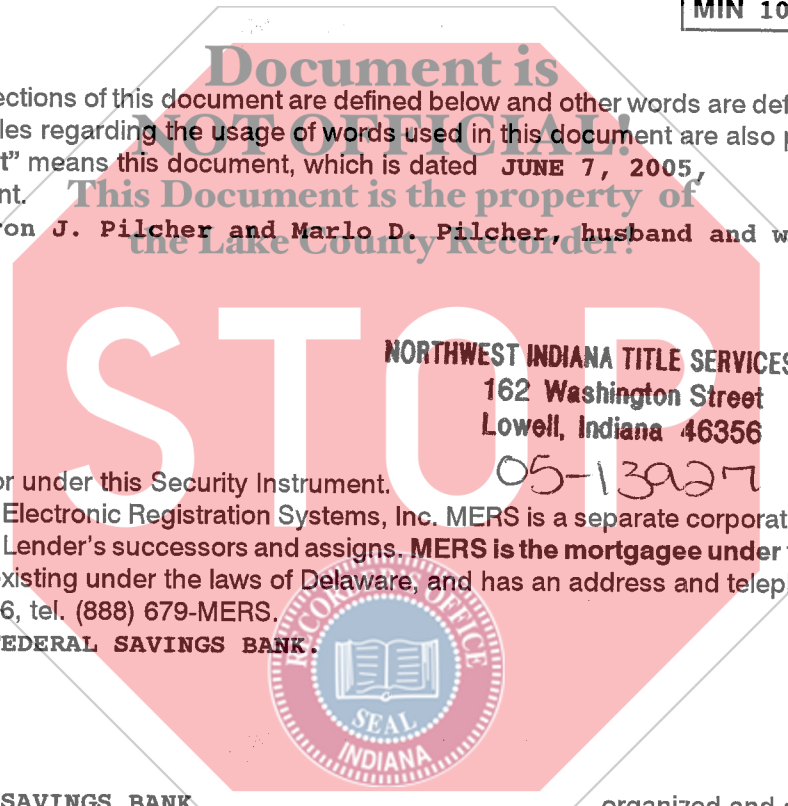 MIN 10
Document is
ections of this document are defined below and other words are def
NOT OFFICIAL!
les regarding the usage of words used in this document are also p
t” means this document, which is dated JUNE 7, 2005,
nt.
This Document is the property of
on J. Pilcher and Marlo D. Pilcher, husband and w
the Lake County Recorder!
STOP
NORTHWEST INDIANA TITLE SERVICES
162 Washington Street
Lowell, Indiana 46356
05-13927
or under this Security Instrument.
Electronic Registration Systems, Inc. MERS is a separate corporat
Lender's successors and assigns. MERS is the mortgagee under
existing under the laws of Delaware, and has an address and telep
6, tel. (888) 679-MERS.
FEDERAL SAVINGS BANK.
RECORDER OFFICE
SEAL
INDIANA
SAVINGS BANK
organized and